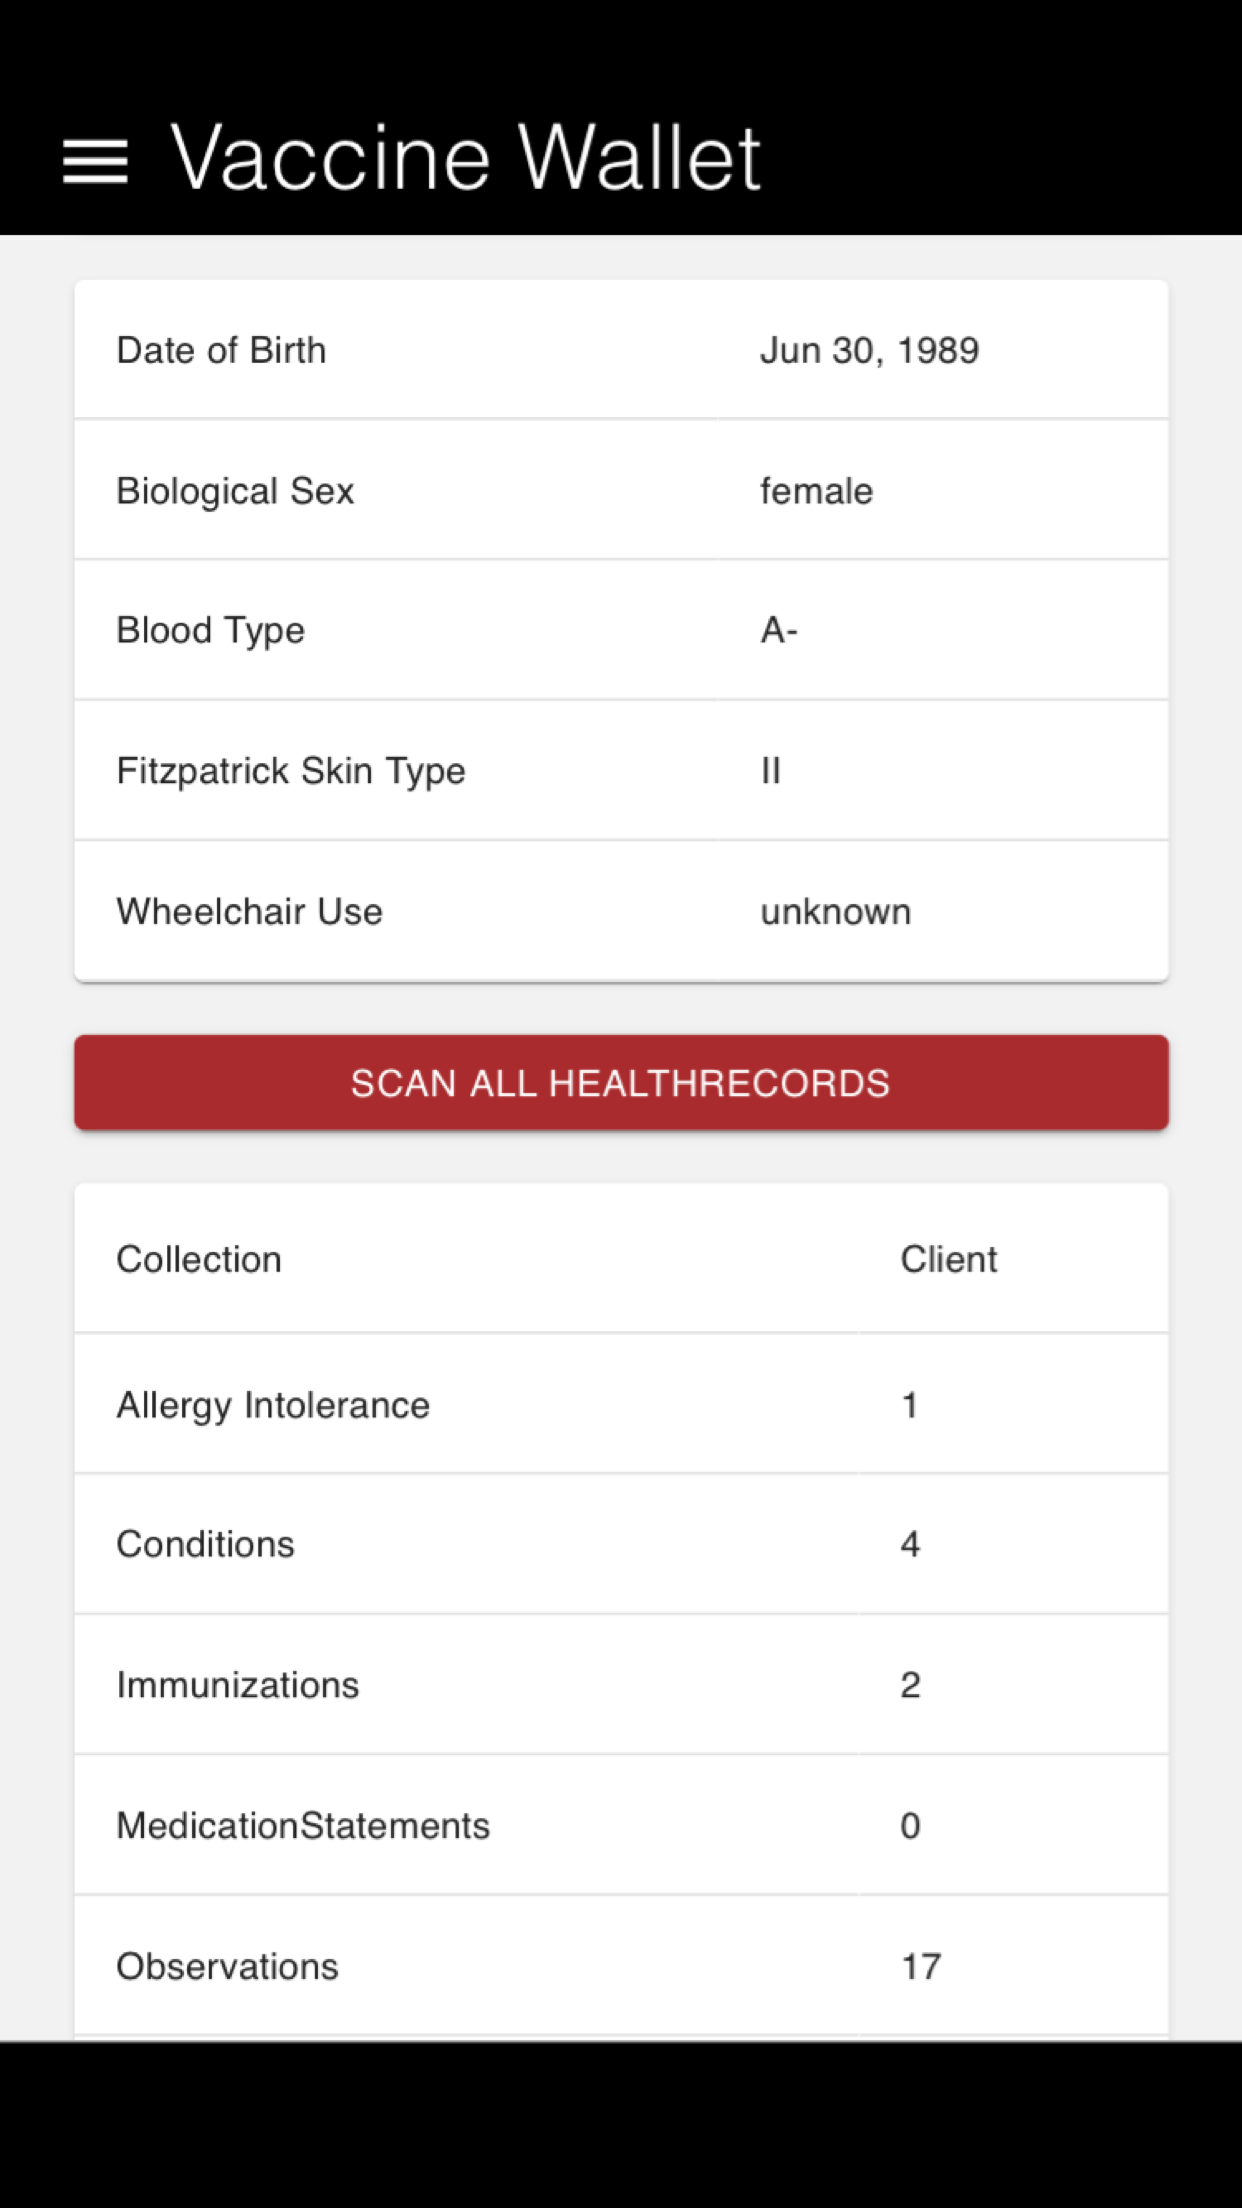 Vaccine Wallet
Date of Birth Jun 30, 1989
Biological Sex female
Blood Type A-
Fitzpatrick Skin Type II
Wheelchair Use unknown
SCAN ALL HEALTHRECORDS
Collection Client
Allergy Intolerance 1
Conditions 4
Immunizations 2
MedicationStatements 0
Observations 17